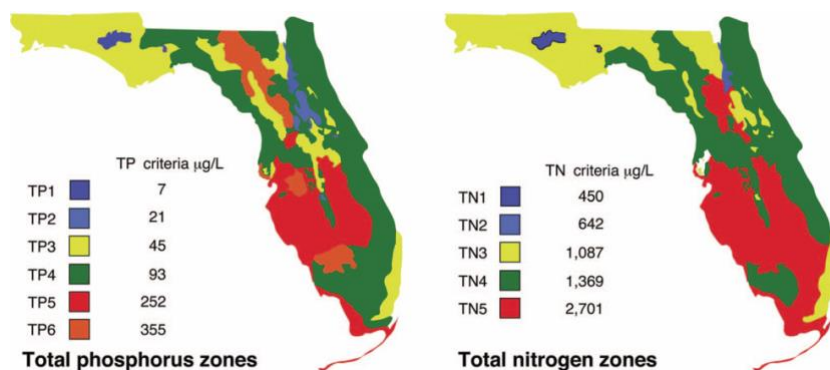 TP criteria µg/L
TP1 7
TP2 21
TP3 45
TP4 93
TP5 252
TP6 355
Total phosphorus zones
TN criteria µg/L
TN1 450
TN2 642
TN3 1,087
TN4 1,369
TN5 2,701
Total nitrogen zones